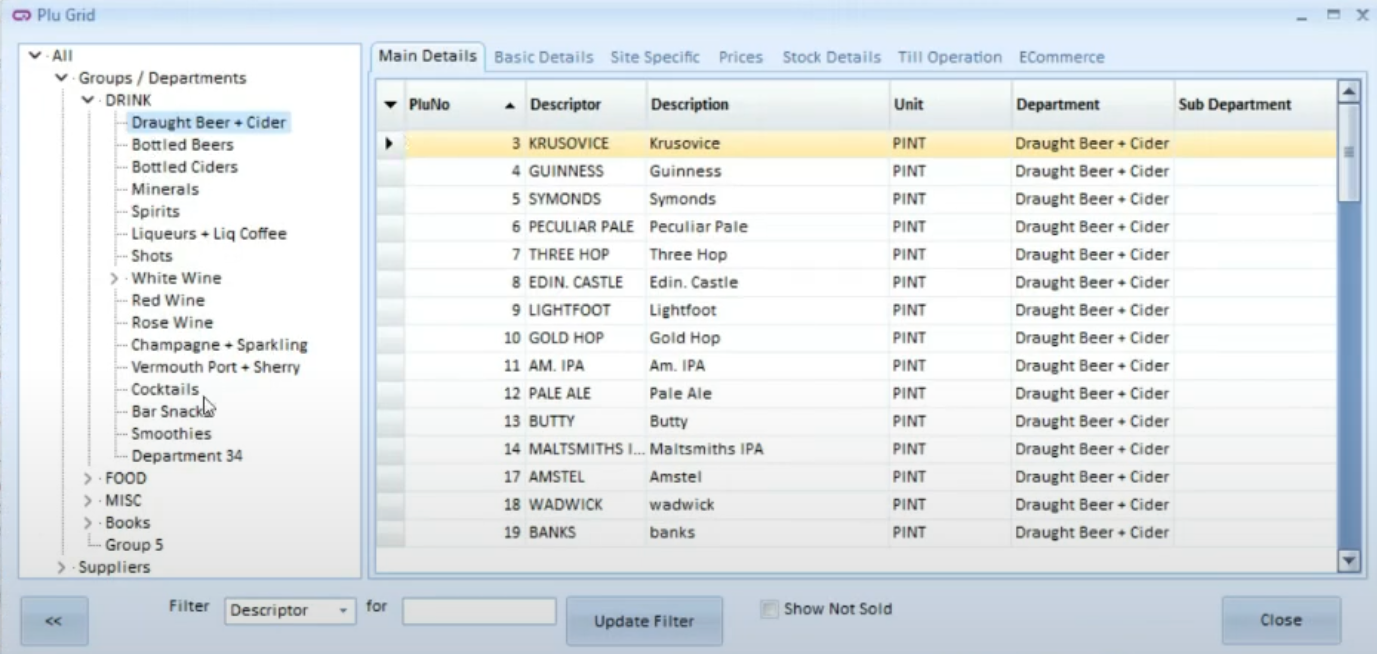 Plu Grid
All
Groups / Departments
DRINK
Draught Beer + Cider
Bottled Beers
Bottled Ciders
Minerals
Spirits
Liqueurs + Liq Coffee
Shots
White Wine
Red Wine
Rose Wine
Champagne + Sparkling
Vermouth Port + Sherry
Cocktails
Bar Snacks
Smoothies
Department 34
FOOD
MISC
Books
Group 5
Suppliers
Main Details Basic Details Site Specific Prices Stock Details Till Operation ECommerce
PluNo Descriptor Description Unit Department Sub Department
3 KRUSOVICE Krusovice PINT Draught Beer + Cider
4 GUINNESS Guinness PINT Draught Beer + Cider
5 SYMONDS Symonds PINT Draught Beer + Cider
6 PECULIAR PALE Peculiar Pale PINT Draught Beer + Cider
7 THREE HOP Three Hop PINT Draught Beer + Cider
8 EDIN. CASTLE Edin. Castle PINT Draught Beer + Cider
9 LIGHTFOOT Lightfoot PINT Draught Beer + Cider
10 GOLD HOP Gold Hop PINT Draught Beer + Cider
11 AM. IPA Am. IPA PINT Draught Beer + Cider
12 PALE ALE Pale Ale PINT Draught Beer + Cider
13 BUTTY Butty PINT Draught Beer + Cider
14 MALTSMITHS I... Maltsmiths IPA PINT Draught Beer + Cider
17 AMSTEL Amstel PINT Draught Beer + Cider
18 WADWICK wadwick PINT Draught Beer + Cider
19 BANKS banks PINT Draught Beer + Cider
<< Filter Descriptor for Update Filter Show Not Sold Close